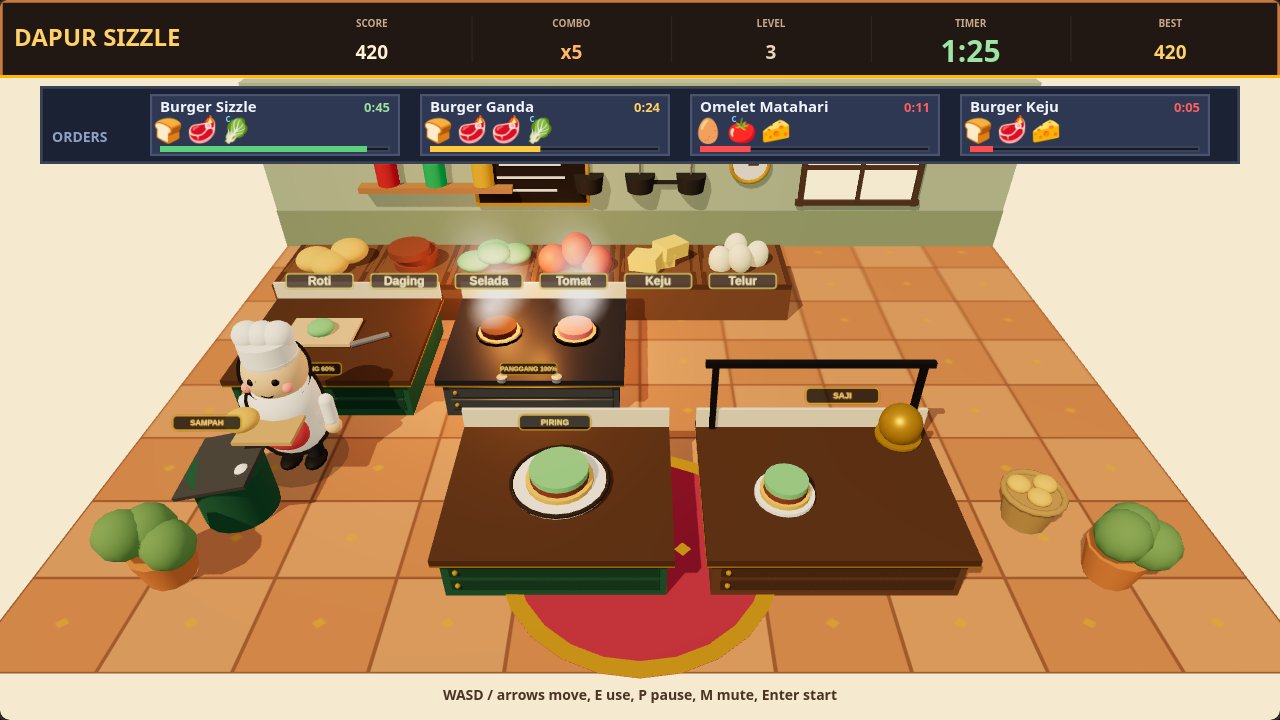 DAPUR SIZZLE
SCORE
420
COMBO
x5
LEVEL
3
TIMER
1:25
BEST
420
ORDERS
Burger Sizzle 0:45
c
Burger Ganda 0:24
c
Omelet Matahari 0:11
c
Burger Keju 0:05
Roti
Daging
Selada
Tomat
Keju
Telur
NG 60%
PANGGANG 100%
SAJI
SAMPAH
PIRING
WASD / arrows move, E use, P pause, M mute, Enter start